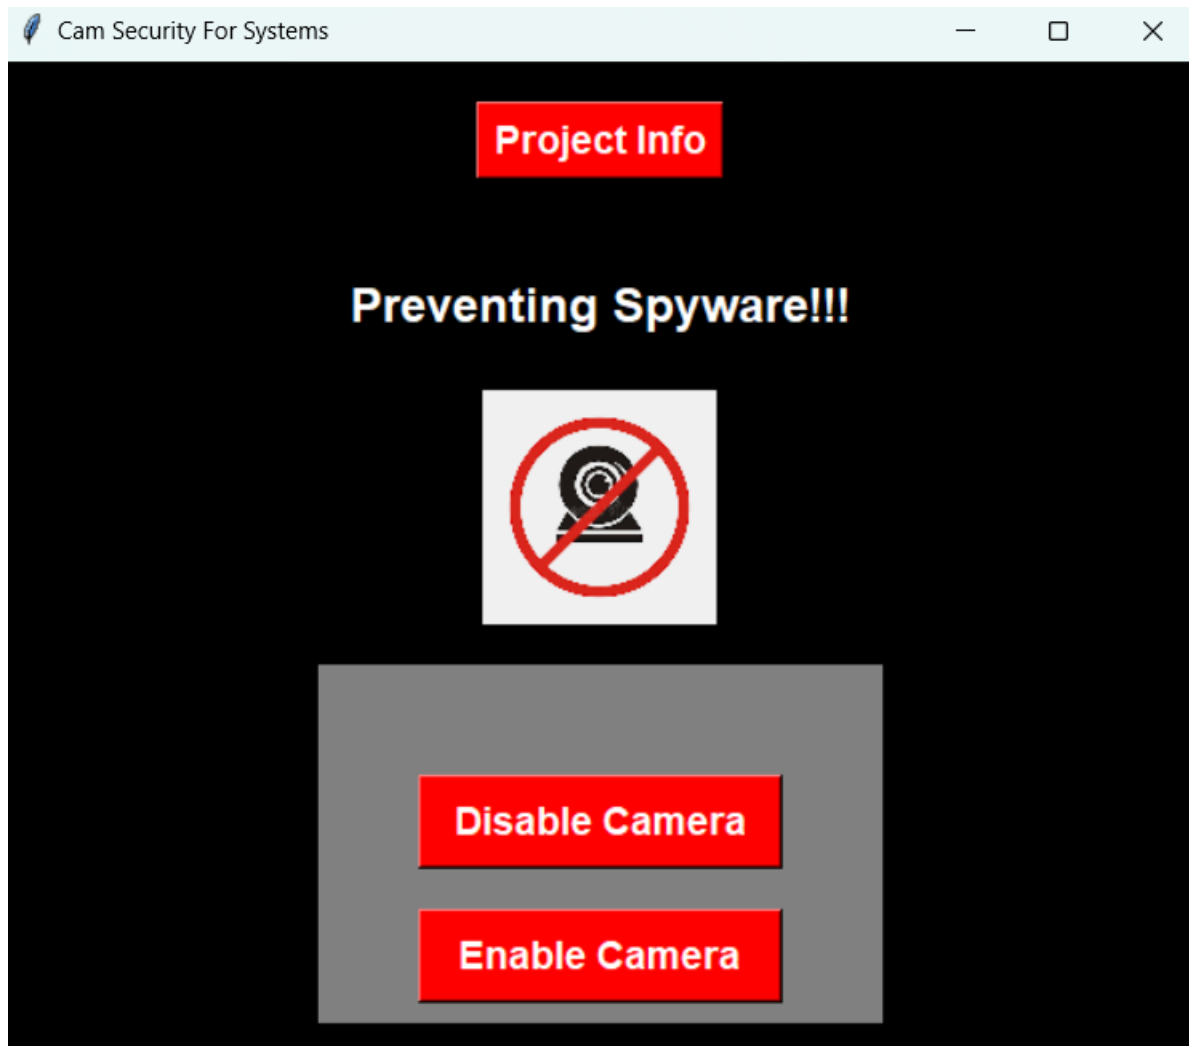 Cam Security For Systems
Project Info
Preventing Spyware!!!
Disable Camera
Enable Camera